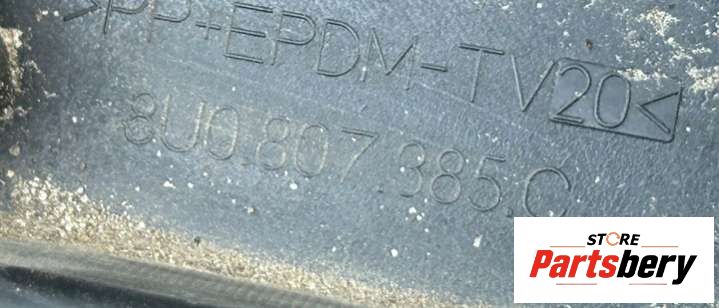 >PP+EPDM-TV20<
8U0.807.385.C
STORE
Partsbery